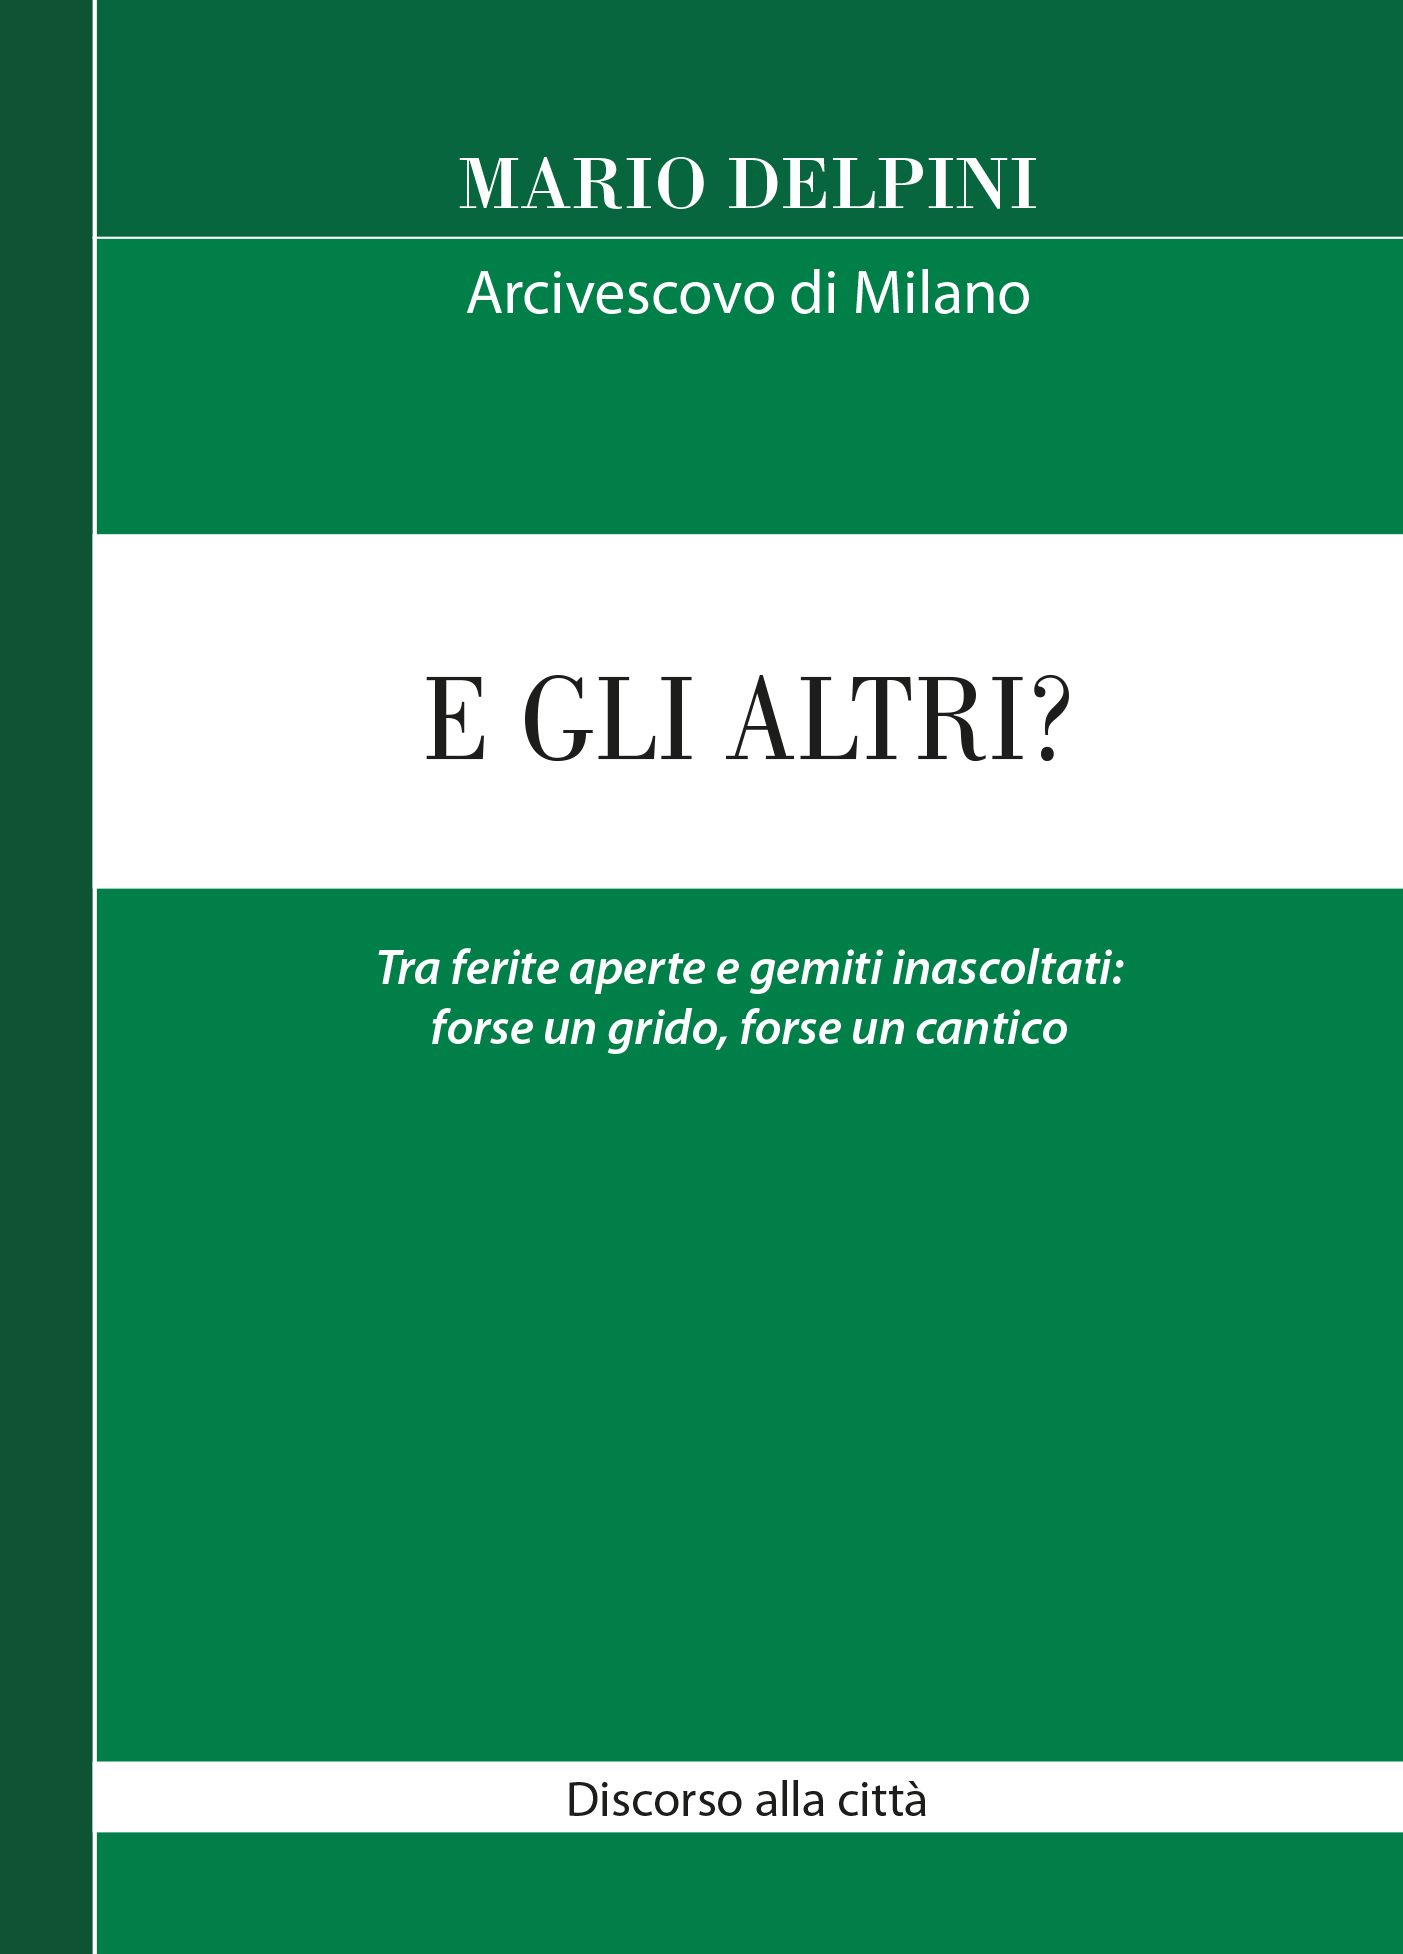 MARIO DELPINI
Arcivescovo di Milano
E GLI ALTRI?
Tra ferite aperte e gemiti inascoltati:
forse un grido, forse un cantico
Discorso alla città